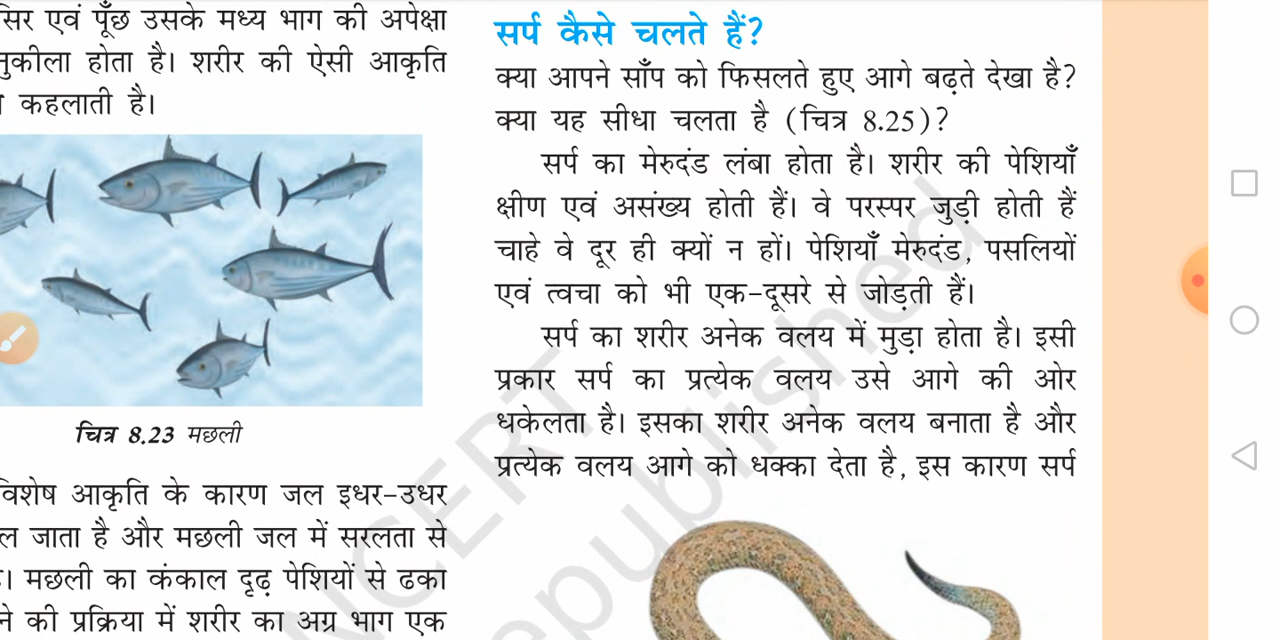 सिर एवं पूँछ उसके मध्य भाग की अपेक्षा
नुकीला होता है। शरीर की ऐसी आकृति
कहलाती है।
चित्र 8.23 मछली
विशेष आकृति के कारण जल इधर-उधर
जाता है और मछली जल में सरलता से
मछली का कंकाल दृढ़ पेशियों से ढका
की प्रक्रिया में शरीर का अग्र भाग एक
सर्प कैसे चलते हैं?
क्या आपने साँप को फिसलते हुए आगे बढ़ते देखा है?
क्या यह सीधा चलता है (चित्र 8.25)?
सर्प का मेरुदंड लंबा होता है। शरीर की पेशियाँ
क्षीण एवं असंख्य होती हैं। वे परस्पर जुड़ी होती हैं
चाहे वे दूर ही क्यों न हों। पेशियाँ मेरुदंड, पसलियों
एवं त्वचा को भी एक-दूसरे से जोड़ती हैं।
सर्प का शरीर अनेक वलय में मुड़ा होता है। इसी
प्रकार सर्प का प्रत्येक वलय उसे आगे की ओर
धकेलता है। इसका शरीर अनेक वलय बनाता है और
प्रत्येक वलय आगे को धक्का देता है, इस कारण सर्प
NCERT
republished